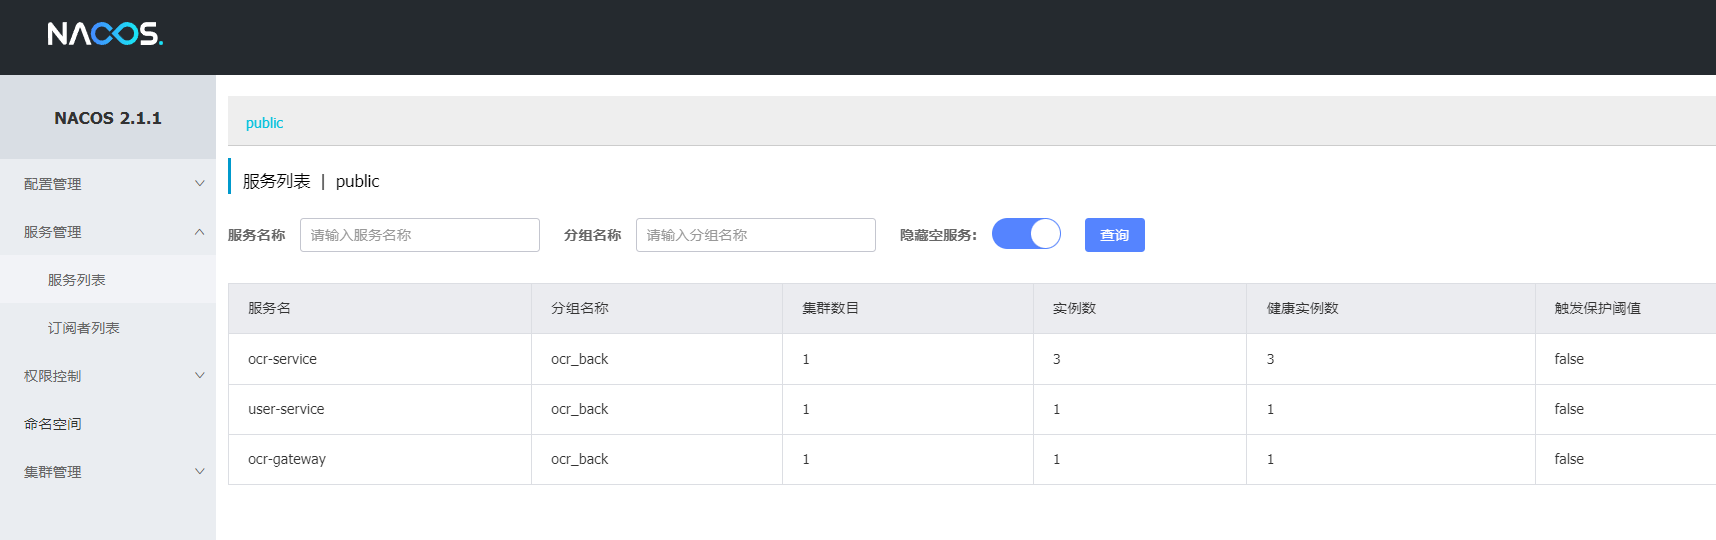 NACOS.
NACOS 2.1.1
配置管理
服务管理
服务列表
订阅者列表
权限控制
命名空间
集群管理
public
服务列表 | public
服务名称 请输入服务名称 分组名称 请输入分组名称 隐藏空服务: 查询
服务名 分组名称 集群数目 实例数 健康实例数 触发保护阈值
ocr-service ocr_back 1 3 3 false
user-service ocr_back 1 1 1 false
ocr-gateway ocr_back 1 1 1 false